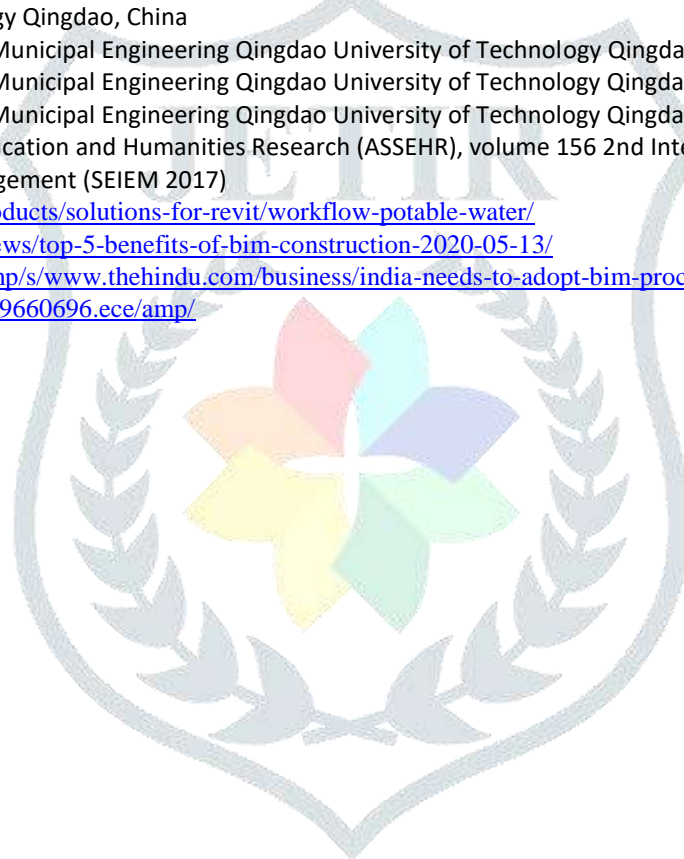 gy Qingdao, China
Municipal Engineering Qingdao University of Technology Qingda
Municipal Engineering Qingdao University of Technology Qingda
Municipal Engineering Qingdao University of Technology Qingda
ucation and Humanities Research (ASSEHR), volume 156 2nd Inte
gement (SEIEM 2017)
oducts/solutions-for-revit/workflow-potable-water/
ews/top-5-benefits-of-bim-construction-2020-05-13/
mp/s/www.thehindu.com/business/india-needs-to-adopt-bim-proc
9660696.ece/amp/
JETIR